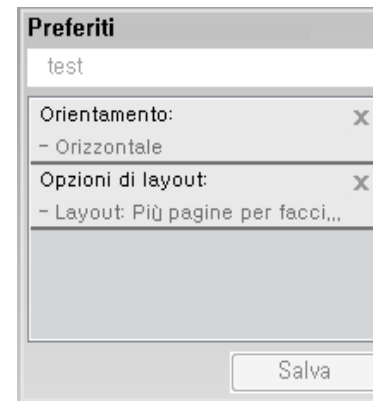 Preferiti
test
Orientamento: x
- Orizzontale
Opzioni di layout: x
- Layout: Più pagine per facci,,,
Salva